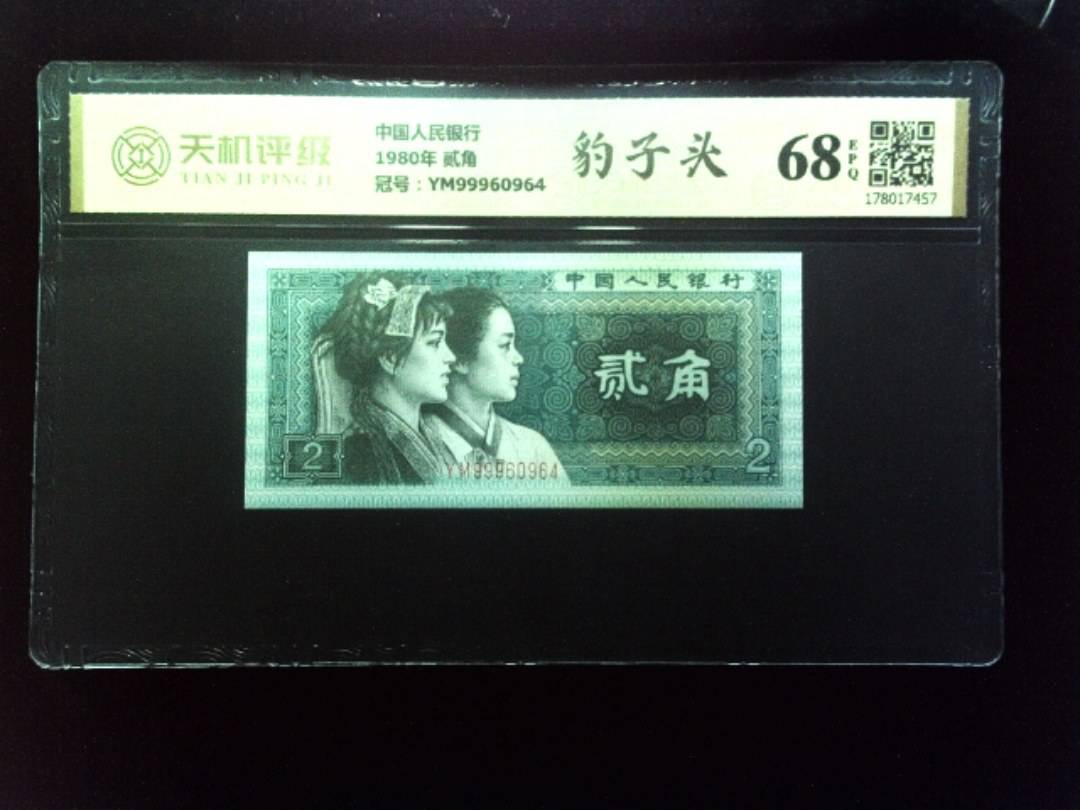 天机评级
TIAN JI PING JI
中国人民银行
1980年 贰角
冠号：YM99960964
豹子头
68
EPQ
178017457
中国人民银行
贰角
2
YM99960964
2